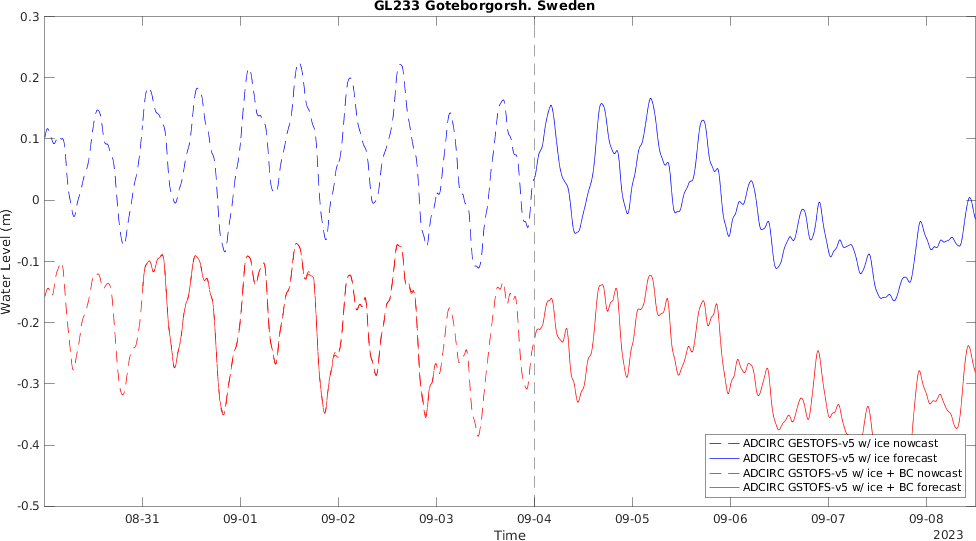 GL233 Goteborgorsh. Sweden
0.3
0.2
0.1
0
-0.1
-0.2
-0.3
-0.4
-0.5
Water Level (m)
ADCIRC GESTOFS-v5 w/ ice nowcast
ADCIRC GESTOFS-v5 w/ ice forecast
ADCIRC GSTOFS-v5 w/ ice + BC nowcast
ADCIRC GSTOFS-v5 w/ ice + BC forecast
08-31 09-01 09-02 09-03 09-04 09-05 09-06 09-07 09-08
Time
2023